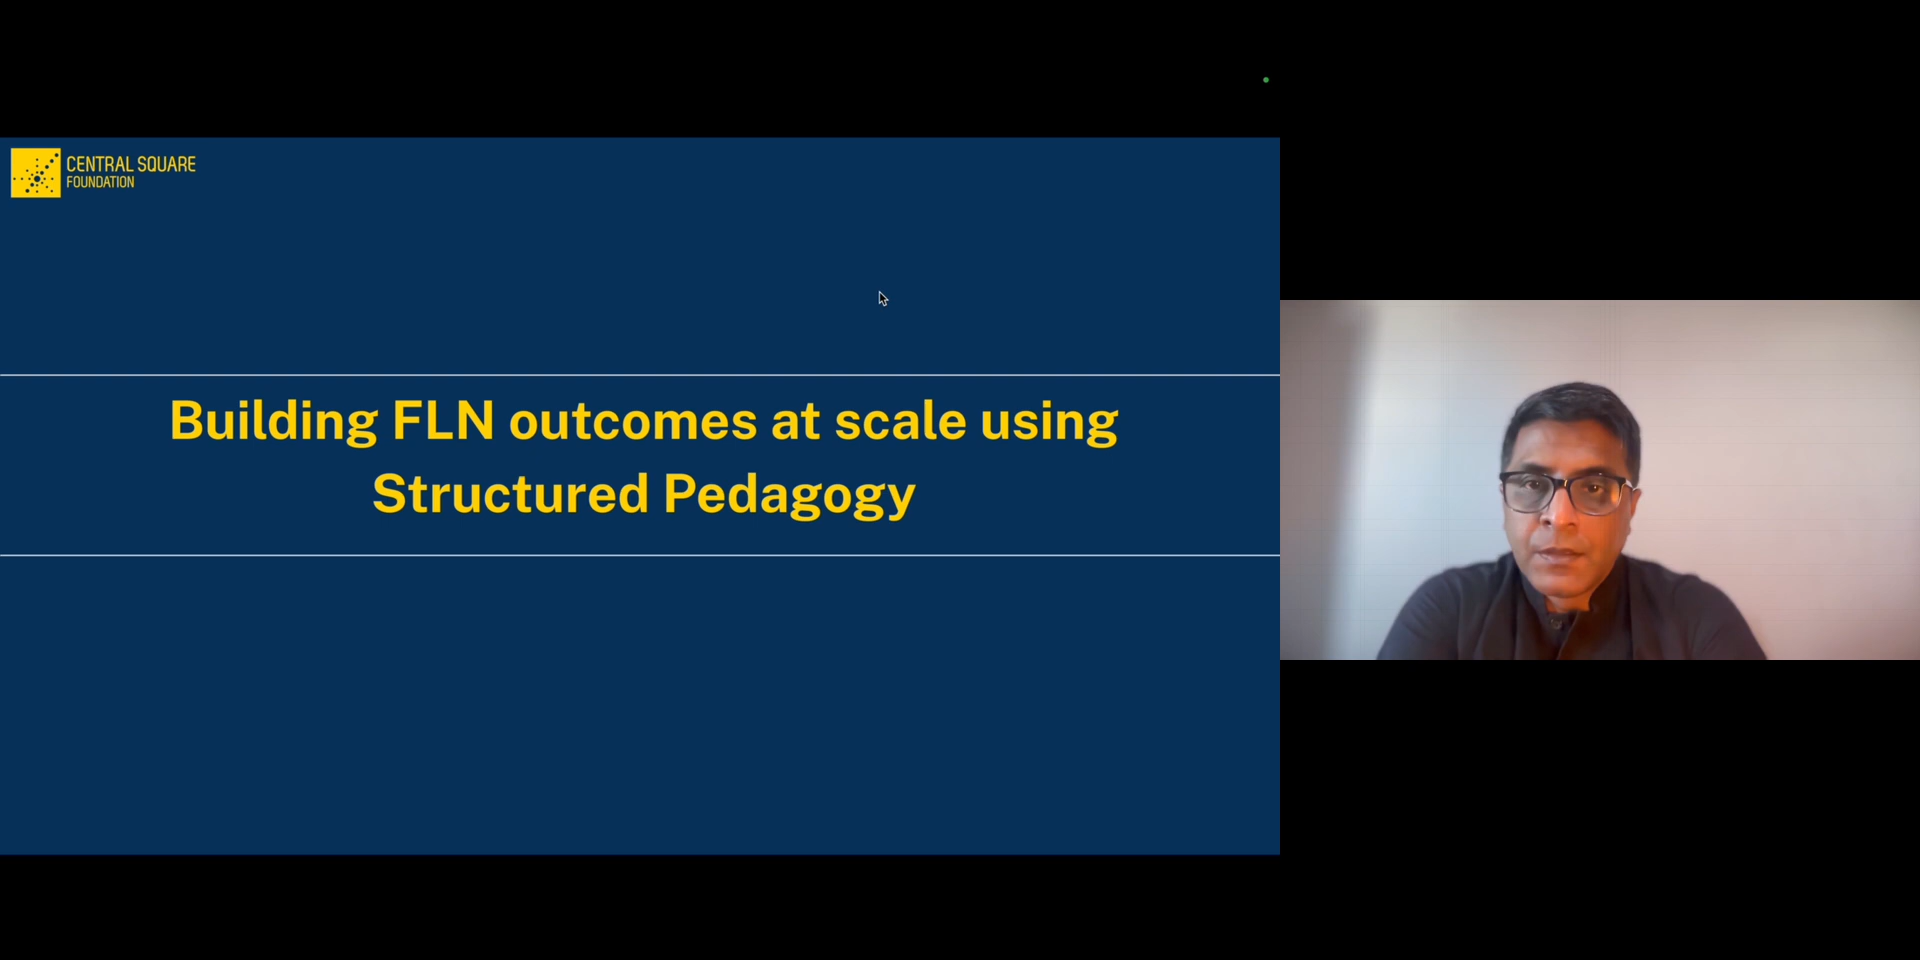 CENTRAL SQUARE
FOUNDATION
Building FLN outcomes at scale using
Structured Pedagogy